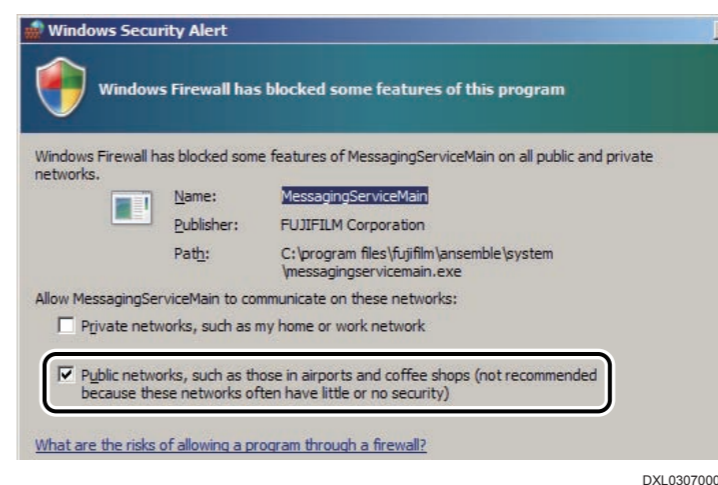 Windows Security Alert
Windows Firewall has blocked some features of this program
Windows Firewall has blocked some features of MessagingServiceMain on all public and private
networks.
Name: MessagingServiceMain
Publisher: FUJIFILM Corporation
Path: C:\program files\fujifilm\ansemble\system
\messagingservicemain.exe
Allow MessagingServiceMain to communicate on these networks:
Private networks, such as my home or work network
Public networks, such as those in airports and coffee shops (not recommended
because these networks often have little or no security)
What are the risks of allowing a program through a firewall?
DXL0307000